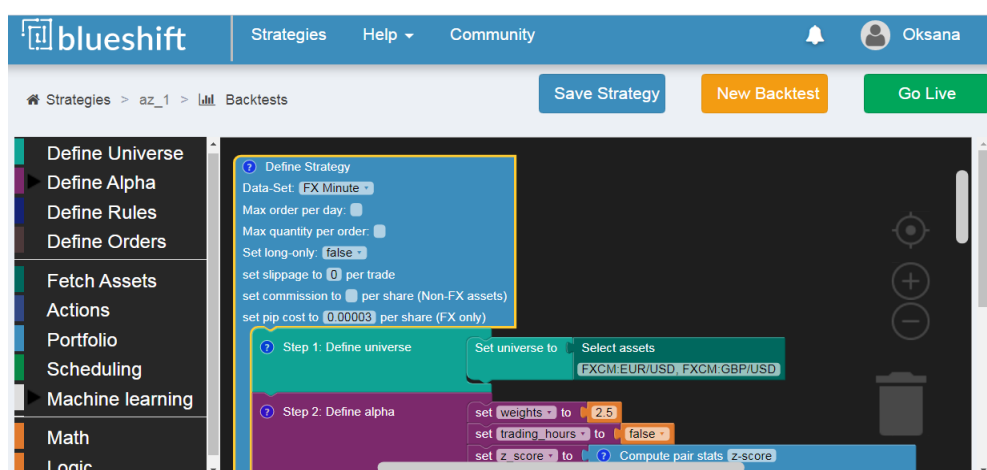 blueshift Strategies Help Community Oksana
Strategies > az_1 > Backtests Save Strategy New Backtest Go Live
Define Universe
Define Alpha
Define Rules
Define Orders
Fetch Assets
Actions
Portfolio
Scheduling
Machine learning
Math
Logic
? Define Strategy
Data-Set: FX Minute
Max order per day:
Max quantity per order:
Set long-only: false
set slippage to 0 per trade
set commission to per share (Non-FX assets)
set pip cost to 0.00003 per share (FX only)
? Step 1: Define universe Set universe to Select assets
FXCM:EUR/USD, FXCM:GBP/USD
? Step 2: Define alpha set weights to 2.5
set trading_hours to false
set z_score to ? Compute pair stats z-score